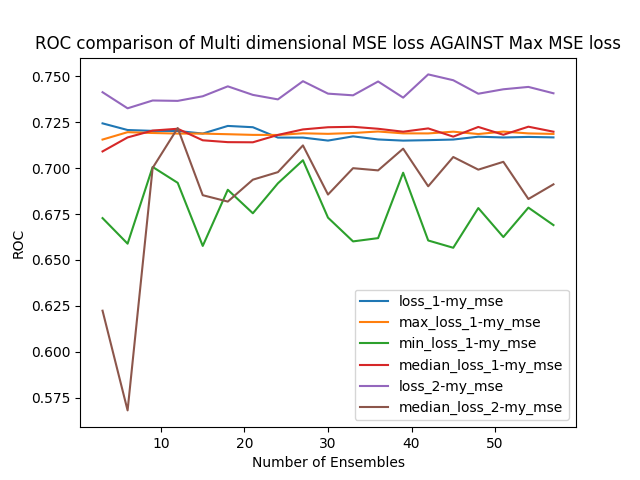 ROC comparison of Multi dimensional MSE loss AGAINST Max MSE loss
0.750
0.725
0.700
0.675
0.650
0.625
0.600
0.575
ROC
loss_1-my_mse
max_loss_1-my_mse
min_loss_1-my_mse
median_loss_1-my_mse
loss_2-my_mse
median_loss_2-my_mse
10 20 30 40 50
Number of Ensembles